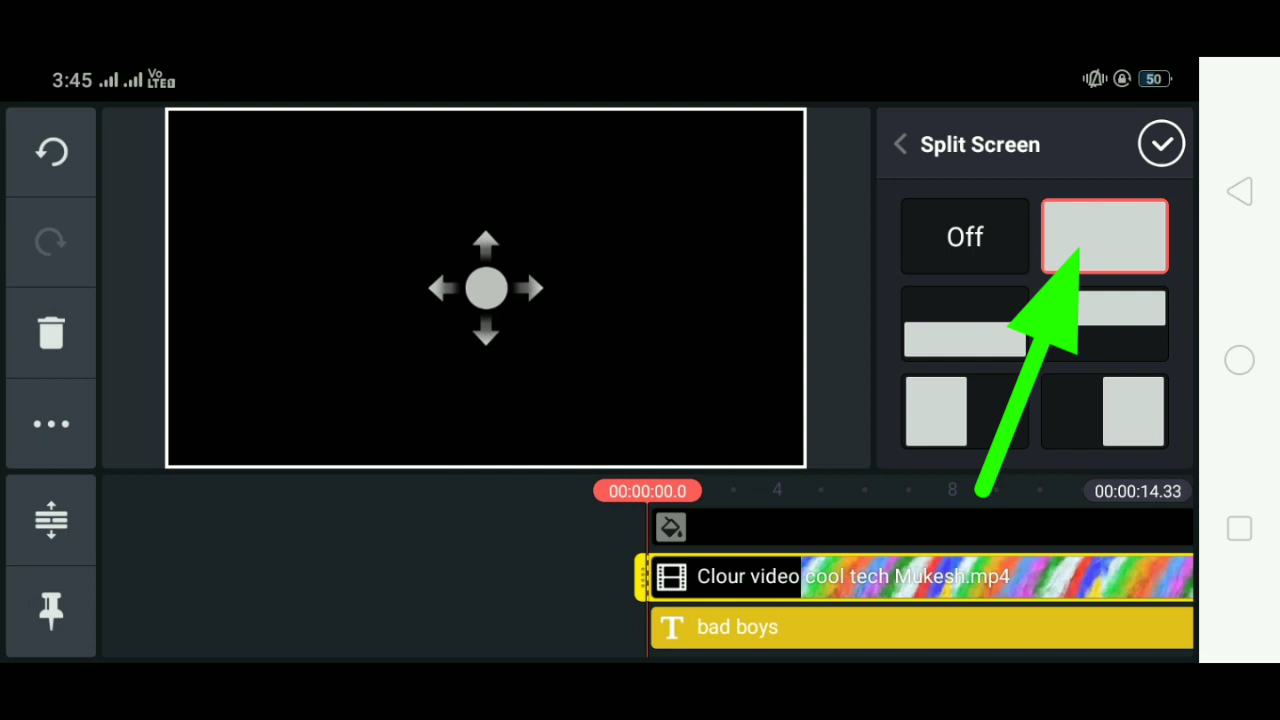 3:45 Vo LTE1 50
Split Screen
Off
00:00:00.0 4 8 00:00:14.33
Clour video cool tech Mukesh.mp4
T bad boys